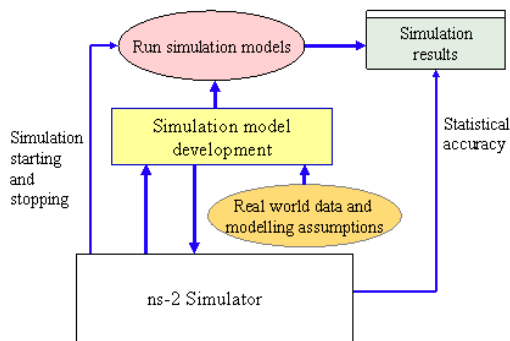 Run simulation models
Simulation
results
Simulation model
development
Simulation
starting
and
stopping
Statistical
accuracy
Real world data and
modelling assumptions
ns-2 Simulator